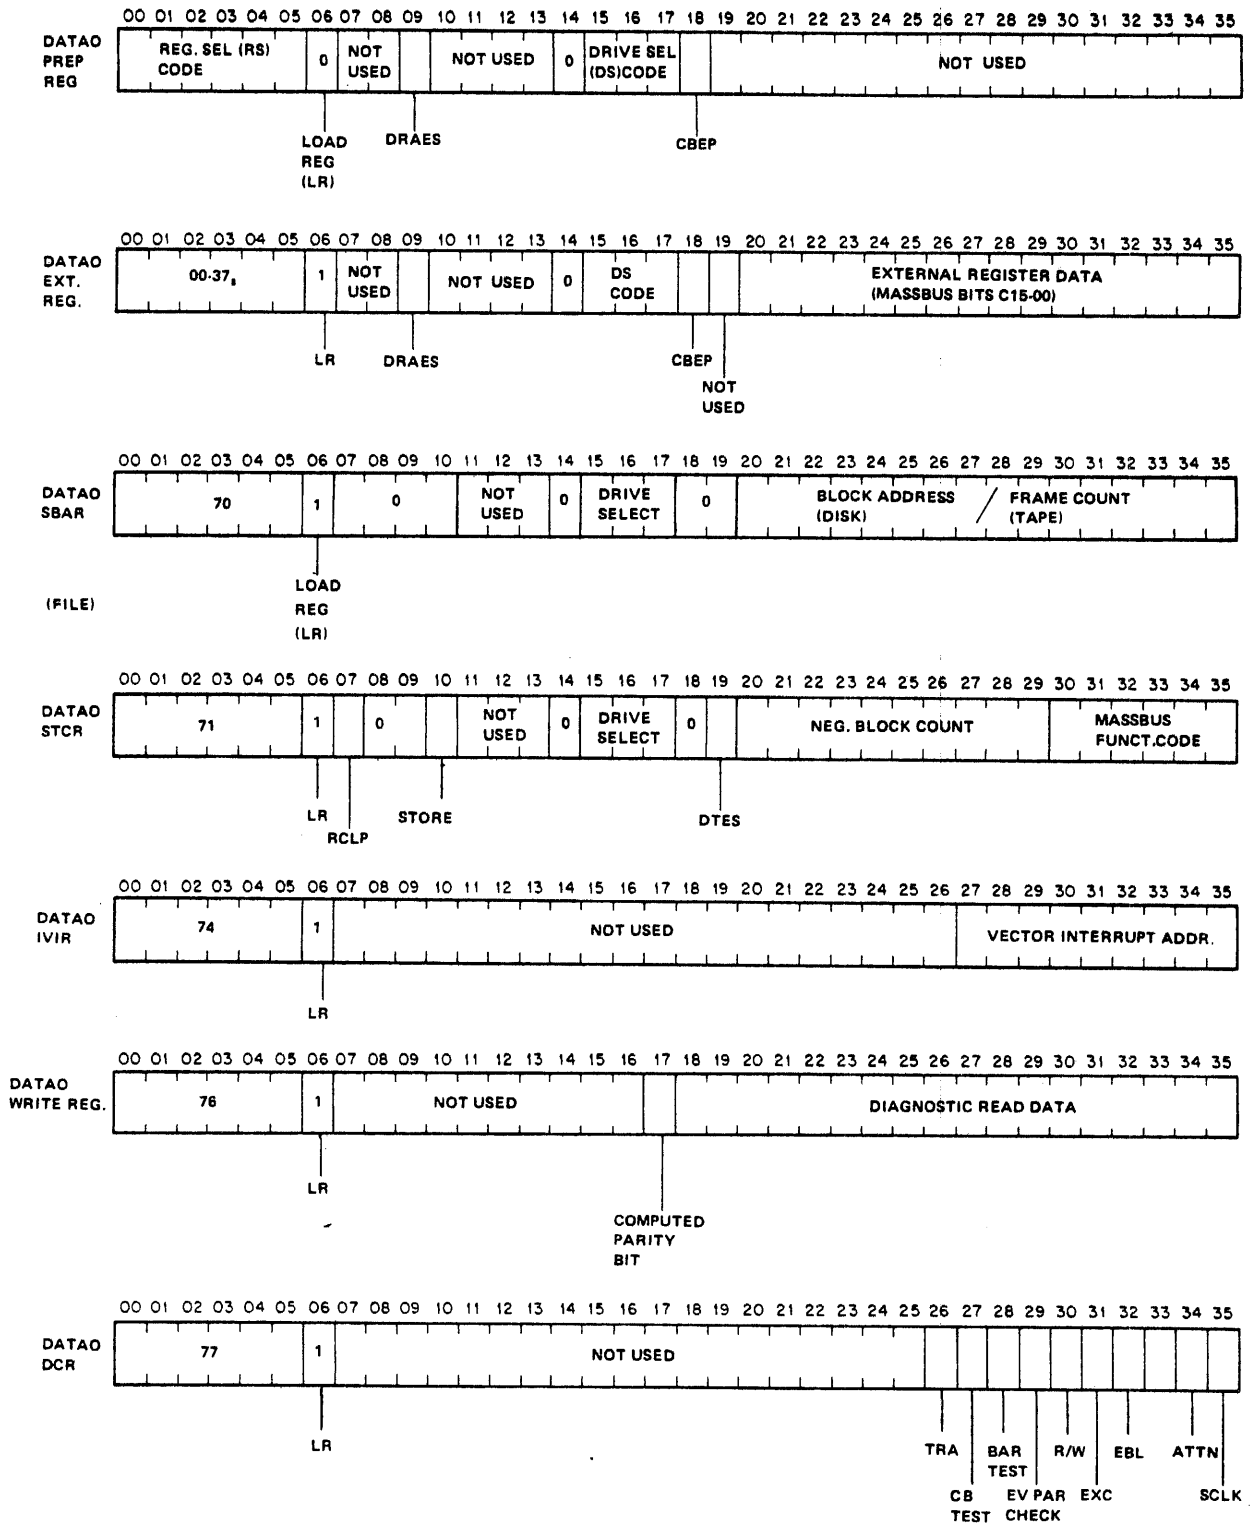 00 01 02 03 04 05 06 07 08 09 10 11 12 13 14 15 16 17 18 19 20 21 22 23 24 25 26 27 28 29 30 31 32 33 34 35
DATAO
PREP
REG
REG. SEL (RS)
CODE
0
NOT
USED
NOT USED
0
DRIVE SEL
(DS)CODE
NOT USED
LOAD
REG
(LR)
DRAES
CBEP
00 01 02 03 04 05 06 07 08 09 10 11 12 13 14 15 16 17 18 19 20 21 22 23 24 25 26 27 28 29 30 31 32 33 34 35
DATAO
EXT.
REG.
00-37₈
1
NOT
USED
NOT USED
0
DS
CODE
EXTERNAL REGISTER DATA
(MASSBUS BITS C15-00)
LR
DRAES
CBEP
NOT
USED
00 01 02 03 04 05 06 07 08 09 10 11 12 13 14 15 16 17 18 19 20 21 22 23 24 25 26 27 28 29 30 31 32 33 34 35
DATAO
SBAR
70
1
0
NOT
USED
0
DRIVE
SELECT
0
BLOCK ADDRESS
(DISK)
/
FRAME COUNT
(TAPE)
LOAD
REG
(LR)
(FILE)
00 01 02 03 04 05 06 07 08 09 10 11 12 13 14 15 16 17 18 19 20 21 22 23 24 25 26 27 28 29 30 31 32 33 34 35
DATAO
STCR
71
1
0
NOT
USED
0
DRIVE
SELECT
0
NEG. BLOCK COUNT
MASSBUS
FUNCT.CODE
LR
RCLP
STORE
DTES
00 01 02 03 04 05 06 07 08 09 10 11 12 13 14 15 16 17 18 19 20 21 22 23 24 25 26 27 28 29 30 31 32 33 34 35
DATAO
IVIR
74
1
NOT USED
VECTOR INTERRUPT ADDR.
LR
00 01 02 03 04 05 06 07 08 09 10 11 12 13 14 15 16 17 18 19 20 21 22 23 24 25 26 27 28 29 30 31 32 33 34 35
DATAO
WRITE REG.
76
1
NOT USED
DIAGNOSTIC READ DATA
LR
COMPUTED
PARITY
BIT
00 01 02 03 04 05 06 07 08 09 10 11 12 13 14 15 16 17 18 19 20 21 22 23 24 25 26 27 28 29 30 31 32 33 34 35
DATAO
DCR
77
1
NOT USED
LR
TRA
CB
TEST
BAR
TEST
EV PAR
CHECK
R/W
EXC
EBL
ATTN
SCLK